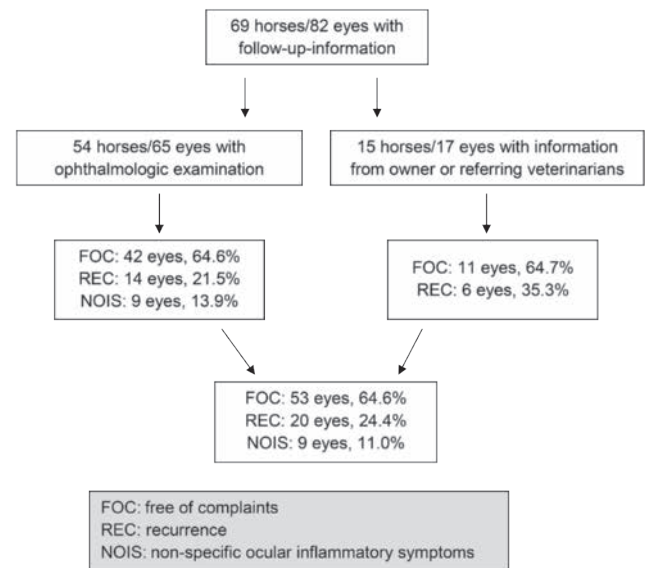 69 horses/82 eyes with
follow-up-information
54 horses/65 eyes with
ophthalmologic examination
15 horses/17 eyes with information
from owner or referring veterinarians
FOC: 42 eyes, 64.6%
REC: 14 eyes, 21.5%
NOIS: 9 eyes, 13.9%
FOC: 11 eyes, 64.7%
REC: 6 eyes, 35.3%
FOC: 53 eyes, 64.6%
REC: 20 eyes, 24.4%
NOIS: 9 eyes, 11.0%
FOC: free of complaints
REC: recurrence
NOIS: non-specific ocular inflammatory symptoms